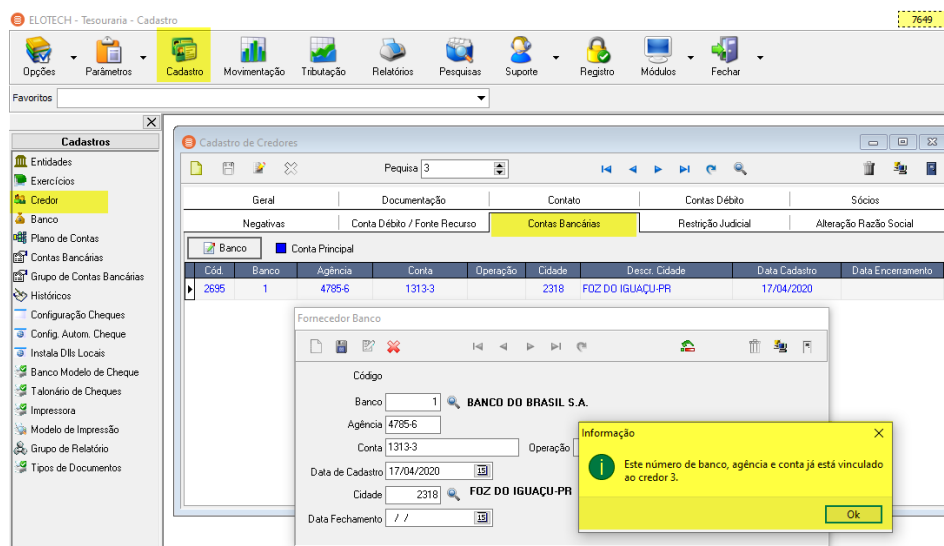 ELOTECH - Tesouraria - Cadastro
7649
Opções Parâmetros Cadastro Movimentação Tributação Relatórios Pesquisas Suporte Registro Módulos Fechar
Favoritos
Cadastros
Entidades
Exercícios
Credor
Banco
Plano de Contas
Contas Bancárias
Grupo de Contas Bancárias
Históricos
Configuração Cheques
Config. Autom. Cheque
Instala Dlls Locais
Banco Modelo de Cheque
Talonário de Cheques
Impressora
Modelo de Impressão
Grupo de Relatório
Tipos de Documentos
Cadastro de Credores
Pequisa 3
Geral Documentação Contato Contas Débito Sócios
Negativas Conta Débito / Fonte Recurso Contas Bancárias Restrição Judicial Alteração Razão Social
Banco Conta Principal
Cód. Banco Agência Conta Operação Cidade Descr. Cidade Data Cadastro Data Encerramento
2695 1 4785-6 1313-3 2318 FOZ DO IGUAÇU-PR 17/04/2020
Fornecedor Banco
Código
Banco 1 BANCO DO BRASIL S.A.
Agência 4785-6
Conta 1313-3 Operação
Data de Cadastro 17/04/2020 15
Cidade 2318 FOZ DO IGUAÇU-PR
Data Fechamento / / 15
Informação
Este número de banco, agência e conta já está vinculado
ao credor 3.
Ok